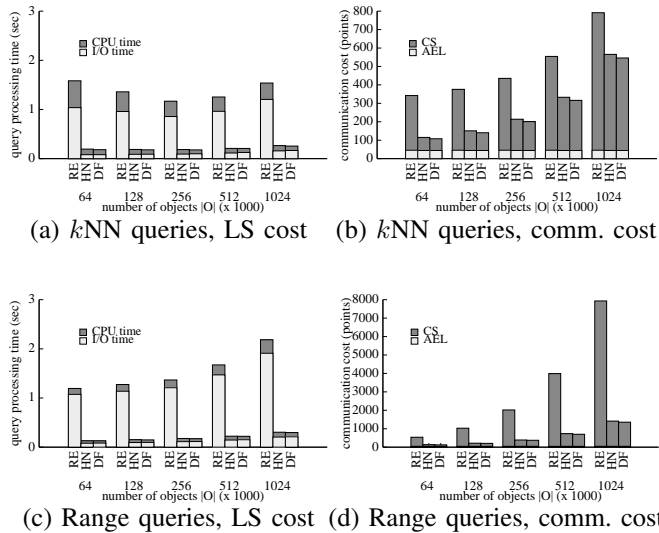 query processing time (sec)
3
2
1
0
CPU time
I/O time
RE HN DF RE HN DF RE HN DF RE HN DF RE HN DF
64 128 256 512 1024
number of objects |O| (x 1000)
(a) kNN queries, LS cost
communication cost (points)
800
700
600
500
400
300
200
100
0
CS
AEL
RE HN DF RE HN DF RE HN DF RE HN DF RE HN DF
64 128 256 512 1024
number of objects |O| (x 1000)
(b) kNN queries, comm. cost
query processing time (sec)
3
2
1
0
CPU time
I/O time
RE HN DF RE HN DF RE HN DF RE HN DF RE HN DF
64 128 256 512 1024
number of objects |O| (x 1000)
(c) Range queries, LS cost
communication cost (points)
8000
7000
6000
5000
4000
3000
2000
1000
0
CS
AEL
RE HN DF RE HN DF RE HN DF RE HN DF RE HN DF
64 128 256 512 1024
number of objects |O| (x 1000)
(d) Range queries, comm. cost